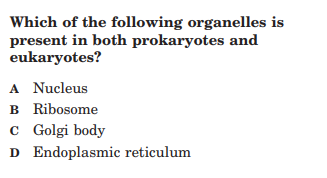 Which of the following organelles is
present in both prokaryotes and
eukaryotes?
A Nucleus
B Ribosome
C Golgi body
D Endoplasmic reticulum